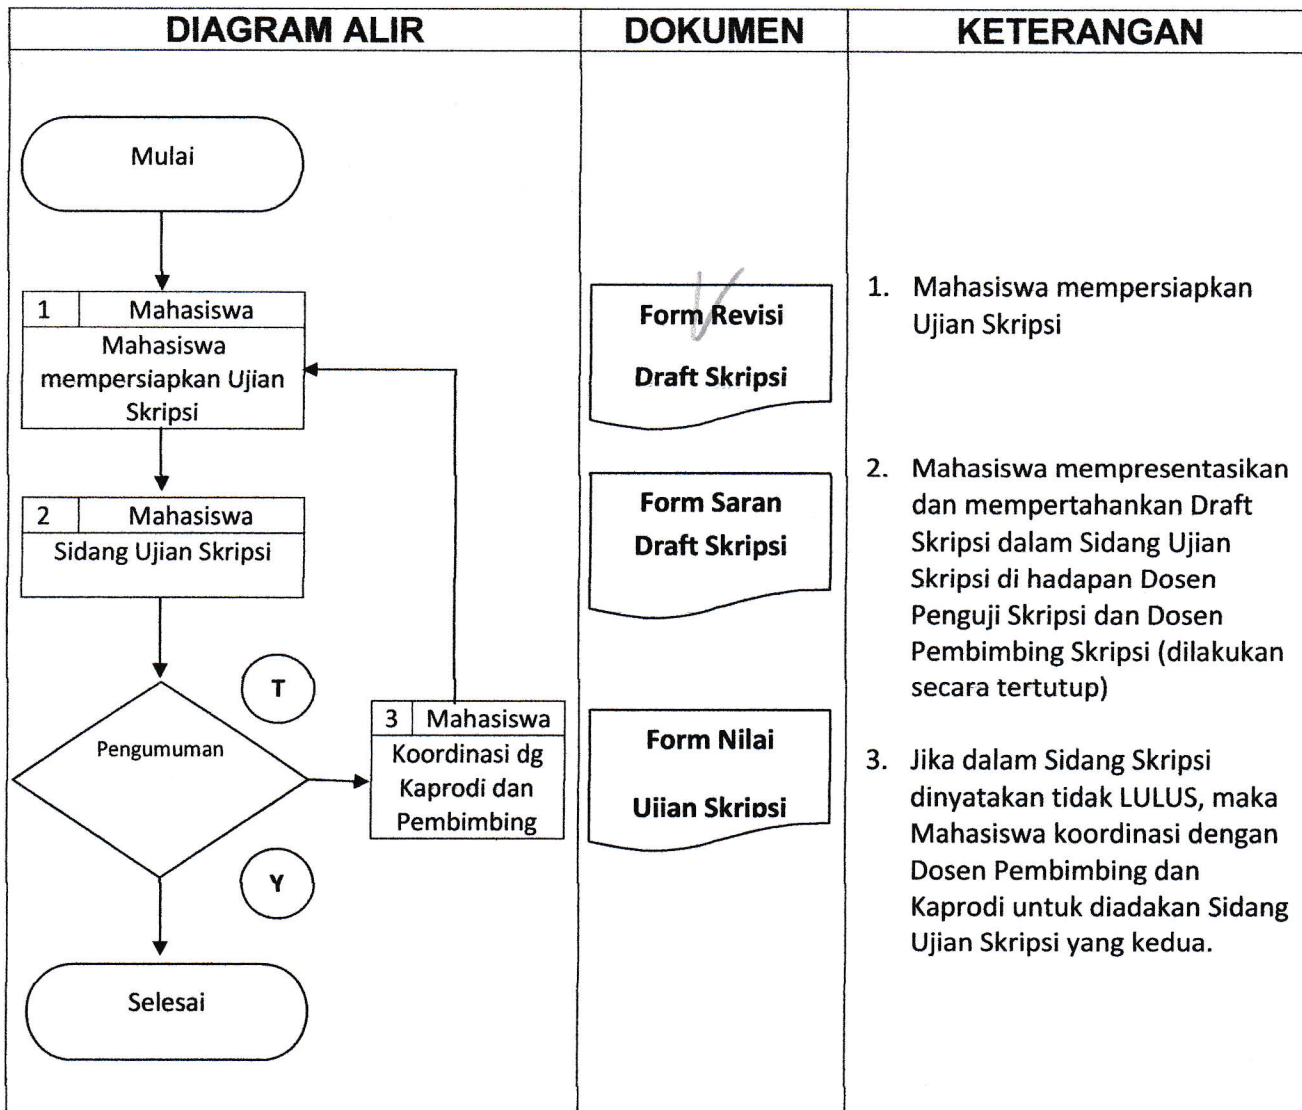 DIAGRAM ALIR
DOKUMEN
KETERANGAN
Mulai
1 Mahasiswa
Mahasiswa
mempersiapkan Ujian
Skripsi
2 Mahasiswa
Sidang Ujian Skripsi
T
Pengumuman
3 Mahasiswa
Koordinasi dg
Kaprodi dan
Pembimbing
Y
Selesai
Form Revisi
Draft Skripsi
Form Saran
Draft Skripsi
Form Nilai
Ujian Skripsi
1. Mahasiswa mempersiapkan
Ujian Skripsi
2. Mahasiswa mempresentasikan
dan mempertahankan Draft
Skripsi dalam Sidang Ujian
Skripsi di hadapan Dosen
Penguji Skripsi dan Dosen
Pembimbing Skripsi (dilakukan
secara tertutup)
3. Jika dalam Sidang Skripsi
dinyatakan tidak LULUS, maka
Mahasiswa koordinasi dengan
Dosen Pembimbing dan
Kaprodi untuk diadakan Sidang
Ujian Skripsi yang kedua.